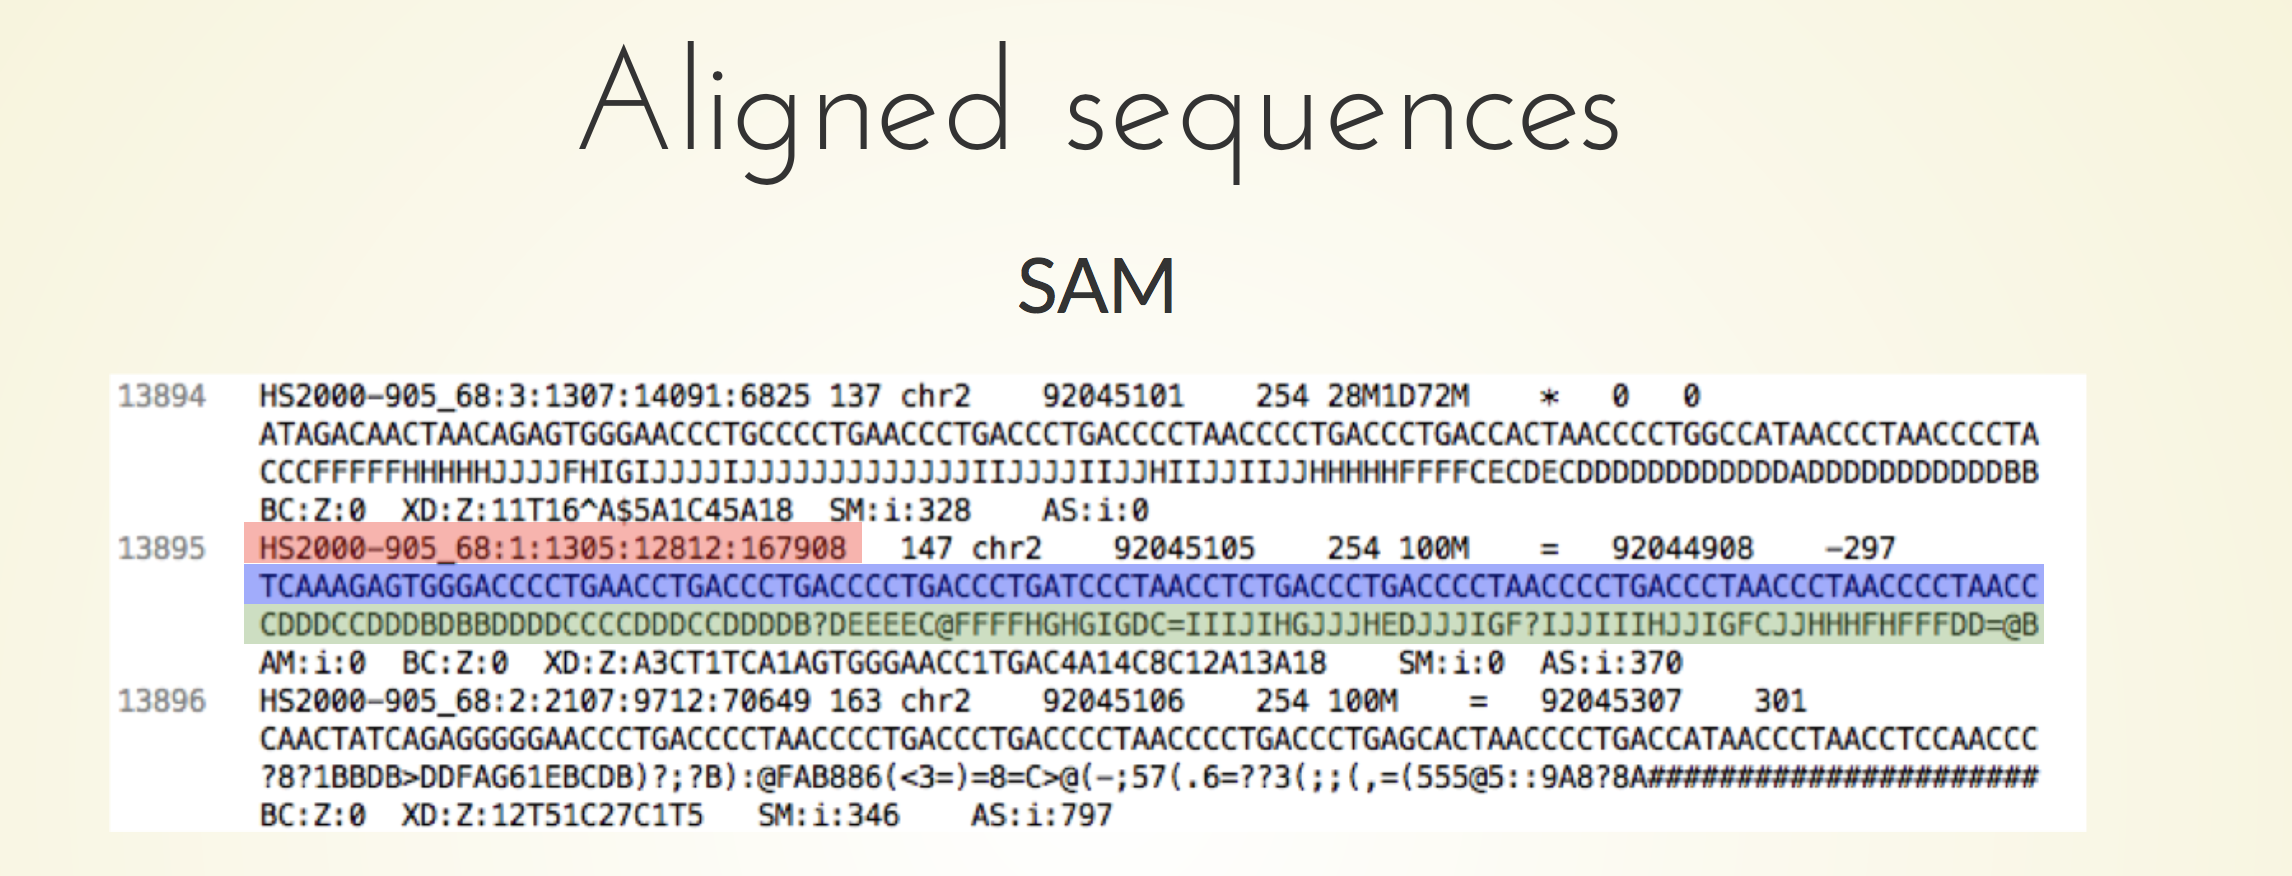 Aligned sequences
SAM
13894 HS2000-905_68:3:1307:14091:6825 137 chr2 92045101 254 28M1D72M * 0 0
ATAGACAACTAACAGAGTGGGAACCCTGCCCCTGAACCCTGACCCTGACCCCTAACCCCTGACCCTGACCACTAACCCCTGGCCATAACCCTAACCCCTA
CCCFFFFFHHHHHJJJJFHIGIJJJJIJJJJJJJJJJJJJIIJJJJIIJJHIIJJIIJJHHHHHFFFFCECDECDDDDDDDDDDDDADDDDDDDDDDDBB
BC:Z:0 XD:Z:11T16^A$5A1C45A18 SM:i:328 AS:i:0
13895 HS2000-905_68:1:1305:12812:167908 147 chr2 92045105 254 100M = 92044908 -297
TCAAAGAGTGGGACCCCTGAACCTGACCCTGACCCCTGACCCTGATCCCTAACCTCTGACCCTGACCCCTAACCCCTGACCCTAACCCTAACCCCTAACC
CDDDCCDDDBDBBDDDDCCCCDDDCCDDDDB?DEEEEC@FFFFHGHGIGDC=IIIJIHGJJJHEDJJJIGF?IJJIIIHJJIGFCJJHHHFHFFFDD=@B
AM:i:0 BC:Z:0 XD:Z:A3CT1TCA1AGTGGGAACC1TGAC4A14C8C12A13A18 SM:i:0 AS:i:370
13896 HS2000-905_68:2:2107:9712:70649 163 chr2 92045106 254 100M = 92045307 301
CAACTATCAGAGGGGGAACCCTGACCCCTAACCCCTGACCCTGACCCCTAACCCCTGACCCTGAGCACTAACCCCTGACCATAACCCTAACCTCCAACCC
?8?1BBDB>DDFAG61EBCDB)?;?B):@FAB886(<3=)=8=C>@(-;57(.6=??3(;;(,=(555@5::9A8?8A######################
BC:Z:0 XD:Z:12T51C27C1T5 SM:i:346 AS:i:797